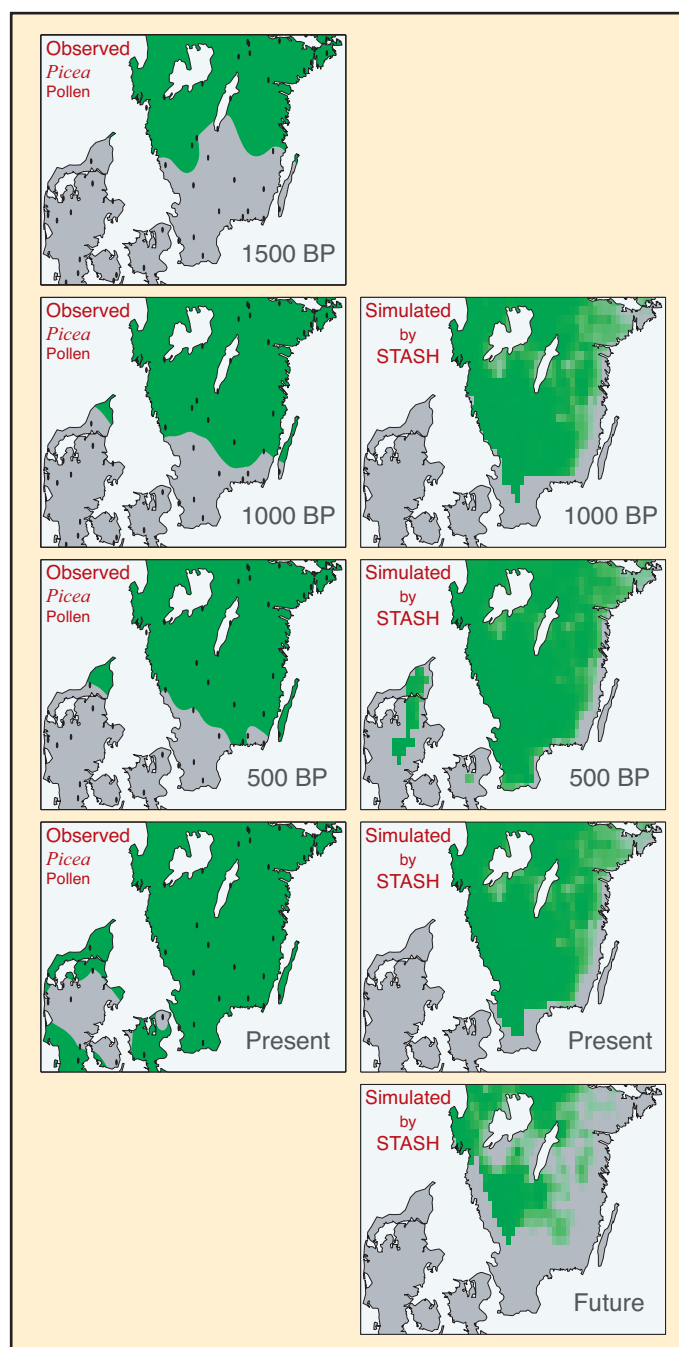 Observed
Picea
Pollen
1500 BP
Observed
Picea
Pollen
1000 BP
Simulated
by
STASH
1000 BP
Observed
Picea
Pollen
500 BP
Simulated
by
STASH
500 BP
Observed
Picea
Pollen
Present
Simulated
by
STASH
Present
Simulated
by
STASH
Future